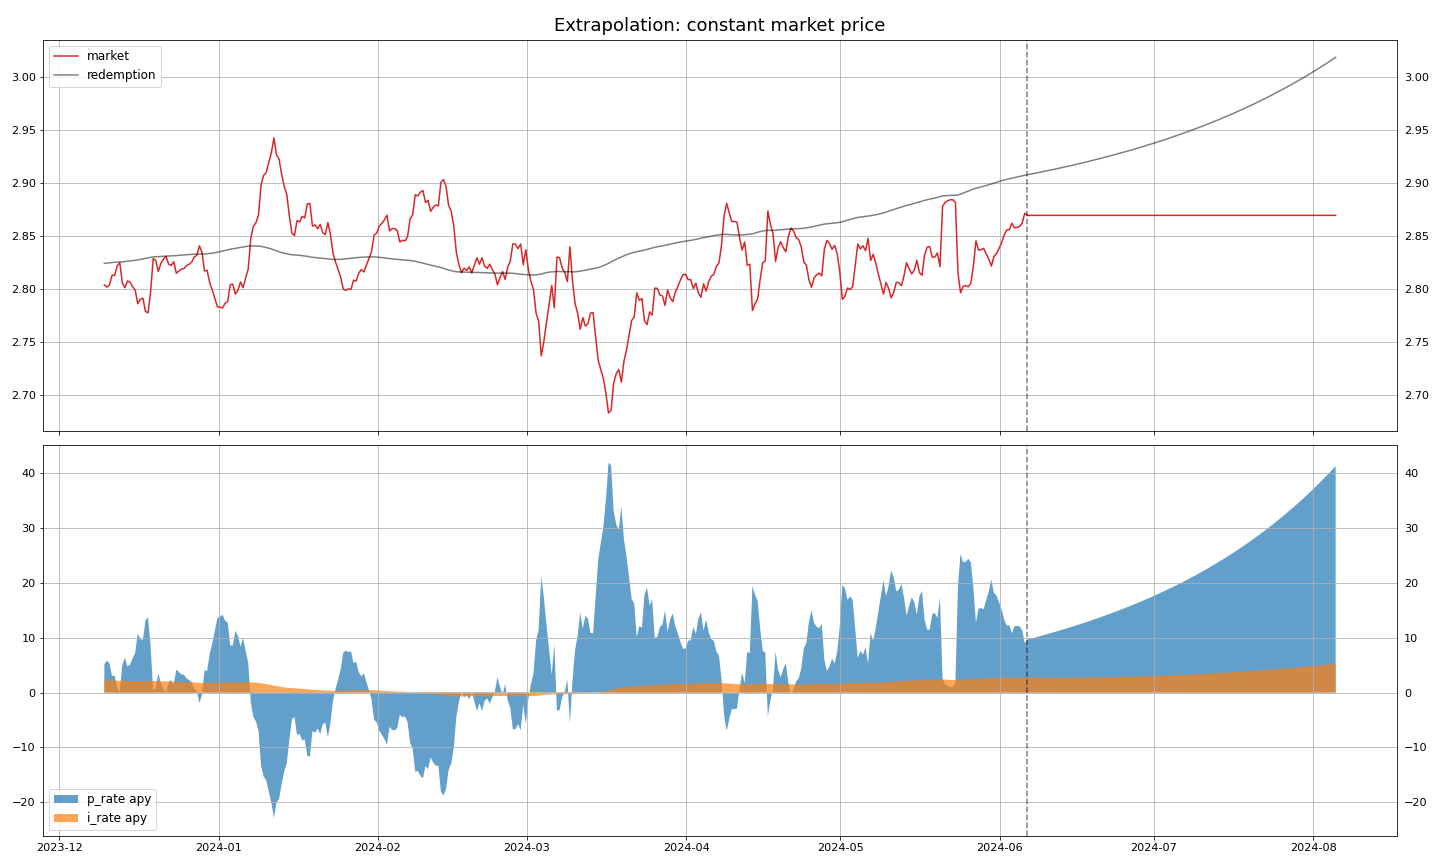 Extrapolation: constant market price
market
redemption
3.00 3.00
2.95 2.95
2.90 2.90
2.85 2.85
2.80 2.80
2.75 2.75
2.70 2.70
40 40
30 30
20 20
10 10
0 0
−10 −10
−20 −20
p_rate apy
i_rate apy
2023-12 2024-01 2024-02 2024-03 2024-04 2024-05 2024-06 2024-07 2024-08